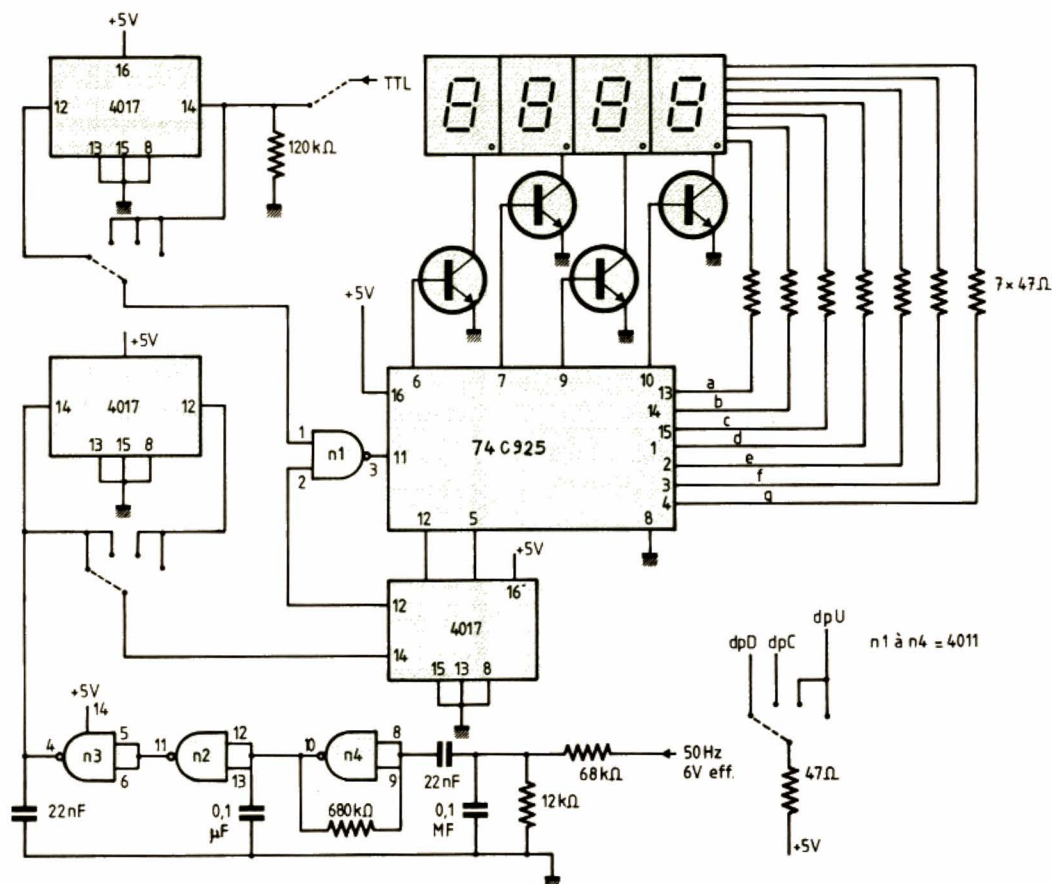 +5V
16
12
4017
14
TTL
13
15
8
120kΩ
8 8 8 8
7×47Ω
+5V
+5V
14
4017
12
13
15
8
1
2
n1
3
6
7
9
10
16
11
74C925
12
5
8
13
14
15
1
2
3
4
a
b
c
d
e
f
g
+5V
16
12
4017
14
15
13
8
+5V
14
4
n3
5
6
11
n2
12
13
10
n4
8
9
22nF
0,1
µF
680kΩ
22nF
0,1
MF
12kΩ
68kΩ
50Hz
6V eff.
dpD
dpC
dpU
n1 à n4 = 4011
47Ω
+5V